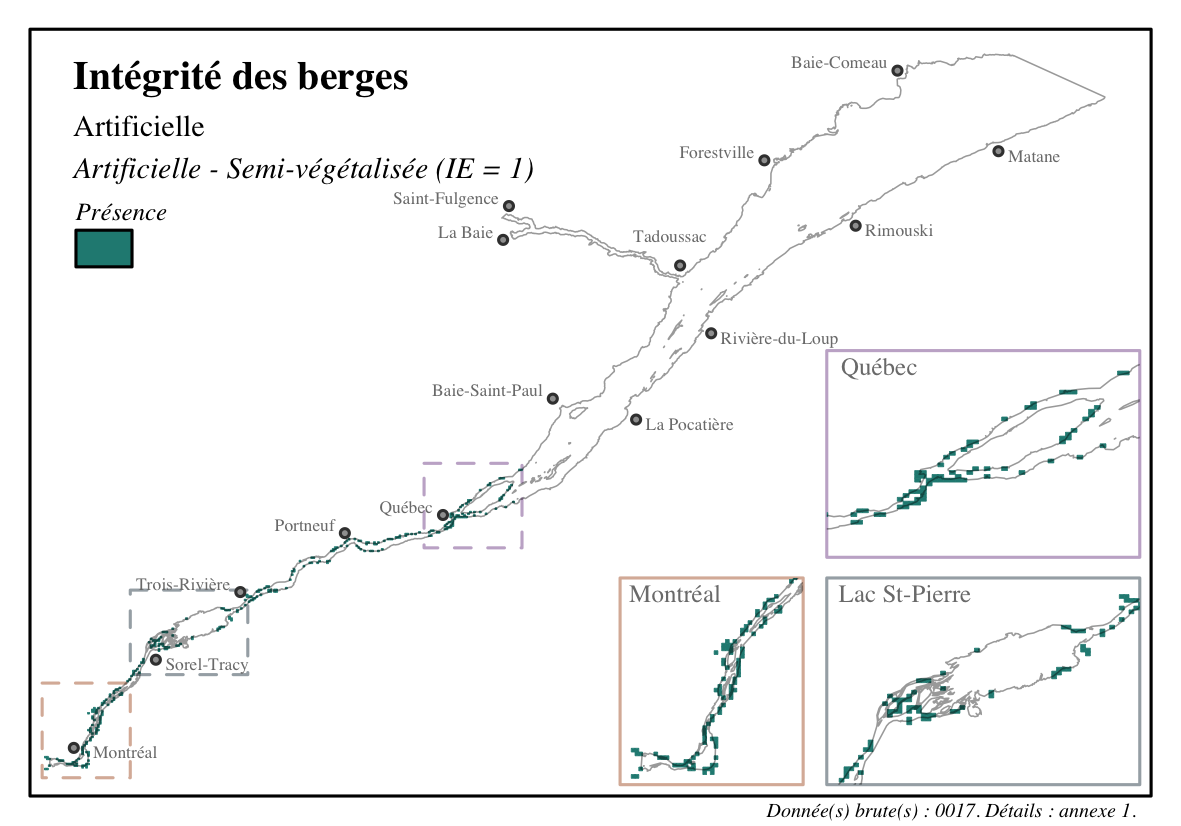 Intégrité des berges
Artificielle
Artificielle - Semi-végétalisée (IE = 1)
Présence
Baie-Comeau
Forestville
Matane
Saint-Fulgence
La Baie
Tadoussac
Rimouski
Rivière-du-Loup
Baie-Saint-Paul
La Pocatière
Québec
Portneuf
Trois-Rivière
Sorel-Tracy
Montréal
Québec
Montréal
Lac St-Pierre
Donnée(s) brute(s) : 0017. Détails : annexe 1.